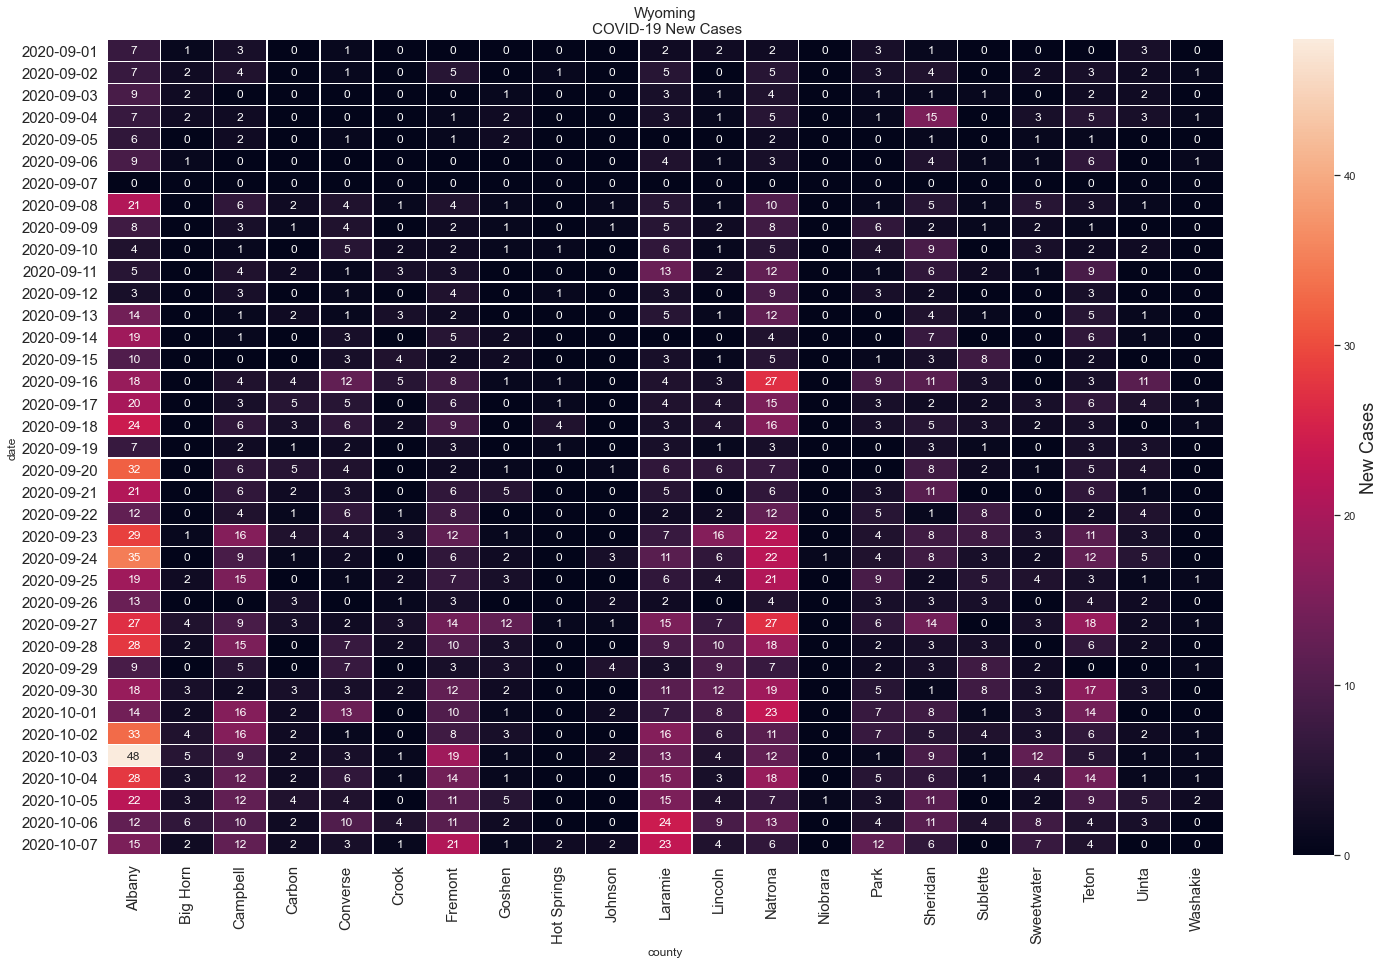 Wyoming
COVID-19 New Cases
2020-09-01 7 1 3 0 1 0 0 0 0 0 2 2 2 0 3 1 0 0 0 3 0
2020-09-02 7 2 4 0 1 0 5 0 1 0 5 0 5 0 3 4 0 2 3 2 1
2020-09-03 9 2 0 0 0 0 0 1 0 0 3 1 4 0 1 1 1 0 2 2 0
2020-09-04 7 2 2 0 0 0 1 2 0 0 3 1 5 0 1 15 0 3 5 3 1
2020-09-05 6 0 2 0 1 0 1 2 0 0 0 0 2 0 0 1 0 1 1 0 0
2020-09-06 9 1 0 0 0 0 0 0 0 0 4 1 3 0 0 4 1 1 6 0 1
2020-09-07 0 0 0 0 0 0 0 0 0 0 0 0 0 0 0 0 0 0 0 0 0
2020-09-08 21 0 6 2 4 1 4 1 0 1 5 1 10 0 1 5 1 5 3 1 0
2020-09-09 8 0 3 1 4 0 2 1 0 1 5 2 8 0 6 2 1 2 1 0 0
2020-09-10 4 0 1 0 5 2 2 1 1 0 6 1 5 0 4 9 0 3 2 2 0
2020-09-11 5 0 4 2 1 3 3 0 0 0 13 2 12 0 1 6 2 1 9 0 0
2020-09-12 3 0 3 0 1 0 4 0 1 0 3 0 9 0 3 2 0 0 3 0 0
2020-09-13 14 0 1 2 1 3 2 0 0 0 5 1 12 0 0 4 1 0 5 1 0
2020-09-14 19 0 1 0 3 0 5 2 0 0 0 0 4 0 0 7 0 0 6 1 0
2020-09-15 10 0 0 0 3 4 2 2 0 0 3 1 5 0 1 3 8 0 2 0 0
2020-09-16 18 0 4 4 12 5 8 1 1 0 4 3 27 0 9 11 3 0 3 11 0
2020-09-17 20 0 3 5 5 0 6 0 1 0 4 4 15 0 3 2 2 3 6 4 1
2020-09-18 24 0 6 3 6 2 9 0 4 0 3 4 16 0 3 5 3 2 3 0 1
2020-09-19 7 0 2 1 2 0 3 0 1 0 3 1 3 0 0 3 1 0 3 3 0
2020-09-20 32 0 6 5 4 0 2 1 0 1 6 6 7 0 0 8 2 1 5 4 0
2020-09-21 21 0 6 2 3 0 6 5 0 0 5 0 6 0 3 11 0 0 6 1 0
2020-09-22 12 0 4 1 6 1 8 0 0 0 2 2 12 0 5 1 8 0 2 4 0
2020-09-23 29 1 16 4 4 3 12 1 0 0 7 16 22 0 4 8 8 3 11 3 0
2020-09-24 35 0 9 1 2 0 6 2 0 3 11 6 22 1 4 8 3 2 12 5 0
2020-09-25 19 2 15 0 1 2 7 3 0 0 6 4 21 0 9 2 5 4 3 1 1
2020-09-26 13 0 0 3 0 1 3 0 0 2 2 0 4 0 3 3 3 0 4 2 0
2020-09-27 27 4 9 3 2 3 14 12 1 1 15 7 27 0 6 14 0 3 18 2 1
2020-09-28 28 2 15 0 7 2 10 3 0 0 9 10 18 0 2 3 3 0 6 2 0
2020-09-29 9 0 5 0 7 0 3 3 0 4 3 9 7 0 2 3 8 2 0 0 1
2020-09-30 18 3 2 3 3 2 12 2 0 0 11 12 19 0 5 1 8 3 17 3 0
2020-10-01 14 2 16 2 13 0 10 1 0 2 7 8 23 0 7 8 1 3 14 0 0
2020-10-02 33 4 16 2 1 0 8 3 0 0 16 6 11 0 7 5 4 3 6 2 1
2020-10-03 48 5 9 2 3 1 19 1 0 2 13 4 12 0 1 9 1 12 5 1 1
2020-10-04 28 3 12 2 6 1 14 1 0 0 15 3 18 0 5 6 1 4 14 1 1
2020-10-05 22 3 12 4 4 0 11 5 0 0 15 4 7 1 3 11 0 2 9 5 2
2020-10-06 12 6 10 2 10 4 11 2 0 0 24 9 13 0 4 11 4 8 4 3 0
2020-10-07 15 2 12 2 3 1 21 1 2 2 23 4 6 0 12 6 0 7 4 0 0
date
Albany Big Horn Campbell Carbon Converse Crook Fremont Goshen Hot Springs Johnson Laramie Lincoln Natrona Niobrara Park Sheridan Sublette Sweetwater Teton Uinta Washakie
county
40
30
20
10
0
New Cases